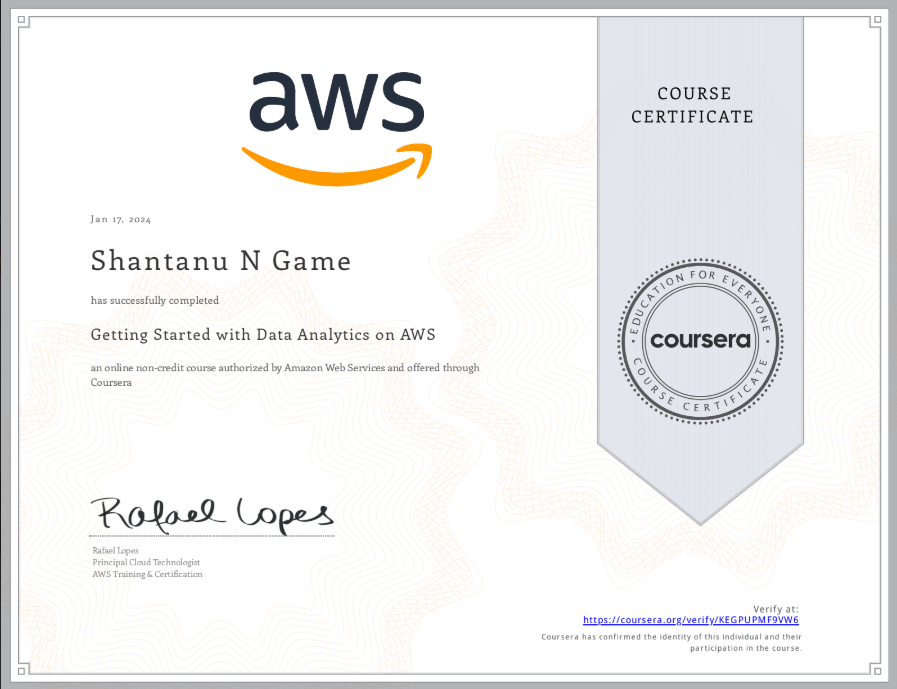 aws
COURSE
CERTIFICATE
Jan 17, 2024
Shantanu N Game
has successfully completed
Getting Started with Data Analytics on AWS
an online non-credit course authorized by Amazon Web Services and offered through
Coursera
EDUCATION FOR EVERYONE
coursera
COURSE CERTIFICATE
Rafael Lopes
Rafael Lopes
Principal Cloud Technologist
AWS Training & Certification
Verify at:
https://coursera.org/verify/KEGPUPMF9VW6
Coursera has confirmed the identity of this individual and their
participation in the course.